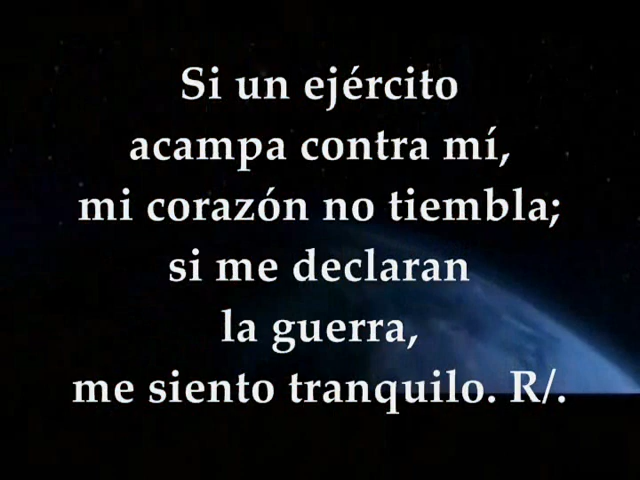 Si un ejército
acampa contra mí,
mi corazón no tiembla;
si me declaran
la guerra,
me siento tranquilo. R/.